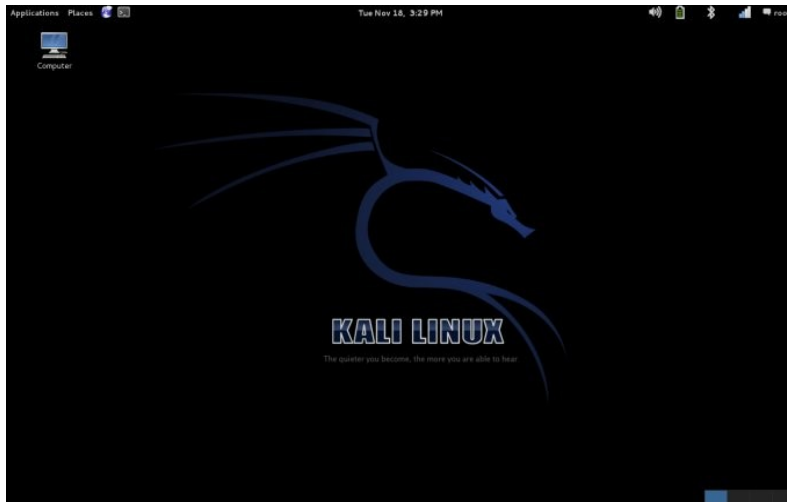 Applications Places
Tue Nov 18, 3:29 PM
roo
Computer
KALI LINUX
The quieter you become, the more you are able to hear